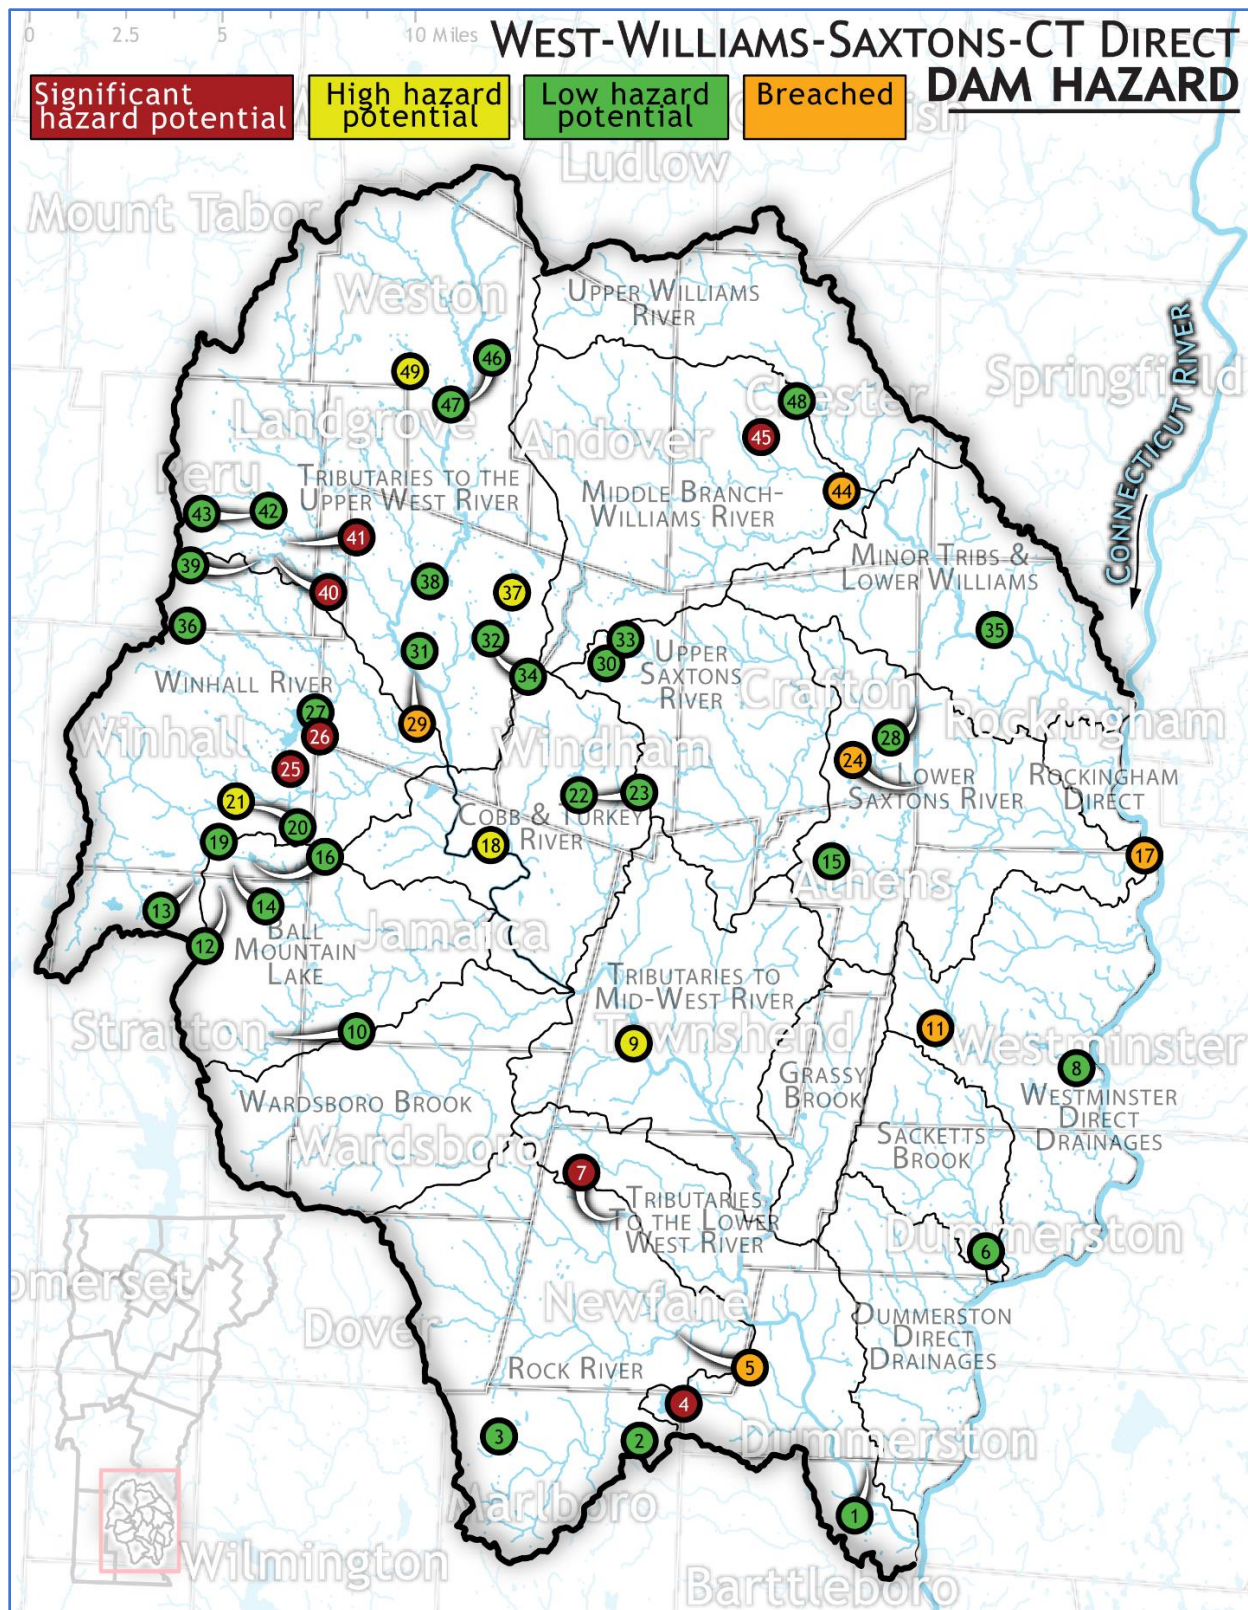 0 2.5 5 10 Miles
WEST-WILLIAMS-SAXTONS-CT DIRECT
DAM HAZARD
Significant
hazard potential
High hazard
potential
Low hazard
potential
Breached
Ludlow
Mount Tabor
Weston
UPPER WILLIAMS
RIVER
CONNECTICUT RIVER
Springfield
46
49
47
48
Chester
Landgrove
Andover
45
Peru
TRIBUTARIES TO THE
UPPER WEST RIVER
MIDDLE BRANCH-
WILLIAMS RIVER
44
43
42
41
MINOR TRIBS &
LOWER WILLIAMS
39
38
40
37
36
35
32
33
31
30
34
UPPER
SAXTONS
RIVER
WINHALL RIVER
Crafton
27
29
Rockingham
Winhall
26
Windham
28
24
25
LOWER
SAXTONS RIVER
ROCKINGHAM
DIRECT
21
22
23
20
COBB & TURKEY
RIVER
19
18
16
15
17
Athens
13
14
12
BALL
MOUNTAIN
LAKE
Jamaica
TRIBUTARIES TO
MID-WEST RIVER
Stratton
10
Townshend
9
11
Westminster
8
GRASSY
BROOK
WESTMINSTER
DIRECT
DRAINAGES
WARDSBORO BROOK
SACKETTS
BROOK
Wardsboro
7
TRIBUTARIES
TO THE LOWER
WEST RIVER
Dummerston
6
omerset
Newfane
Dover
DUMMERSTON
DIRECT
DRAINAGES
ROCK RIVER
5
4
3
2
Dummerston
Marlboro
1
Wilmington
Barttleboro